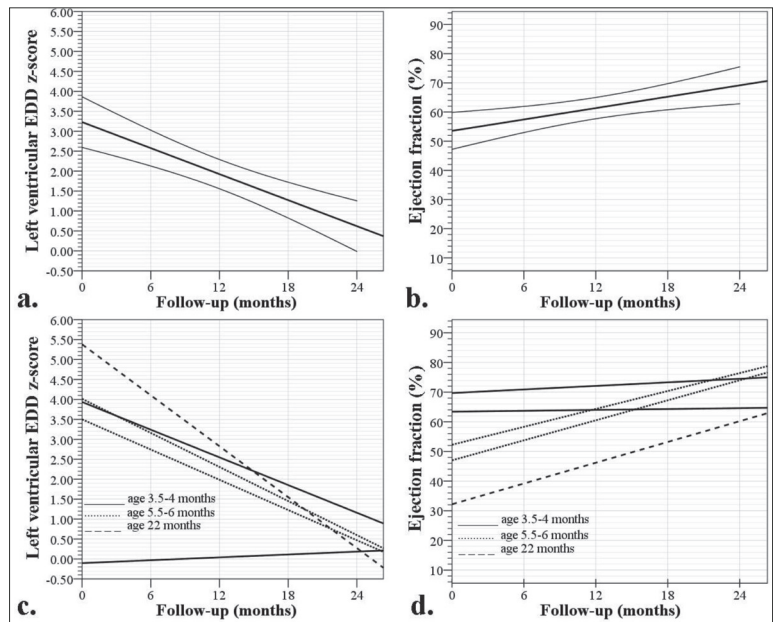 Left ventricular EDD z-score
6.00
5.50
5.00
4.50
4.00
3.50
3.00
2.50
2.00
1.50
1.00
0.50
0.00
-0.50
0 6 12 18 24
Follow-up (months)
a.
Ejection fraction (%)
90
80
70
60
50
40
30
20
10
0 6 12 18 24
Follow-up (months)
b.
Left ventricular EDD z-score
6.00
5.50
5.00
4.50
4.00
3.50
3.00
2.50
2.00
1.50
1.00
0.50
0.00
-0.50
age 3.5-4 months
age 5.5-6 months
age 22 months
0 6 12 18 24
Follow-up (months)
c.
Ejection fraction (%)
90
80
70
60
50
40
30
20
10
age 3.5-4 months
age 5.5-6 months
age 22 months
0 6 12 18 24
Follow-up (months)
d.